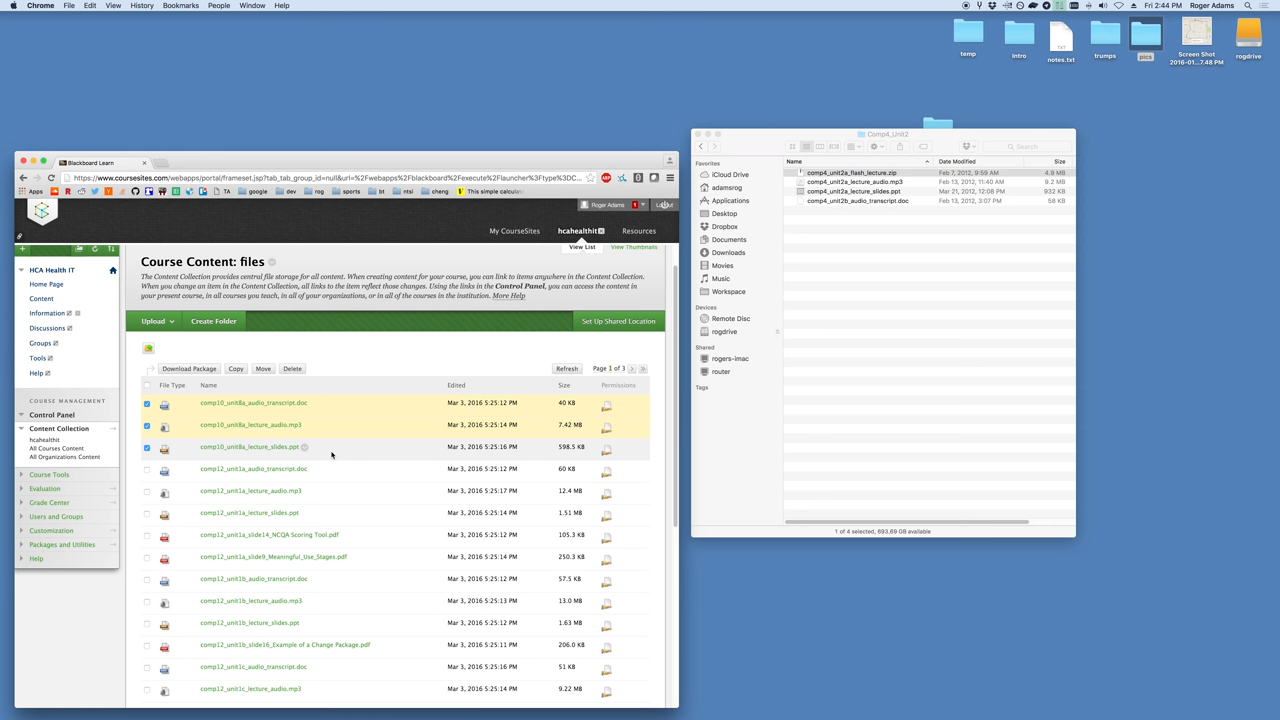 Chrome File Edit View History Bookmarks People Window Help Fri 2:44 PM Roger Adams
temp
intro
notes.txt
trumps
pics
Screen Shot
2016-01...7.48 PM
rogdrive
Blackboard Learn
https://www.coursesites.com/webapps/portal/frameset.jsp?tab_tab_group_id=null&url=%2Fwebapps%2Fblackboard%2Fexecute%2Flauncher%3Ftype%3DC...
Apps TA google dev rog sports bt ntsi cheng This simple calcula
Roger Adams 1
My CourseSites hcahealthit Resources
View List View Thumbnails
HCA Health IT
Home Page
Content
Information
Discussions
Groups
Tools
Help
COURSE MANAGEMENT
Control Panel
Content Collection
hcahealthit
All Courses Content
All Organizations Content
Course Tools
Evaluation
Grade Center
Users and Groups
Customization
Packages and Utilities
Help
Course Content: files
The Content Collection provides central file storage for all content. When creating content for your course, you can link to items anywhere in the Content Collection.
When you change an item in the Content Collection, all links to the item reflect those changes. Using the links in the Control Panel, you can access the content in
your present course, in all courses you teach, in all of your organizations, or in all of the courses in the institution. More Help
Upload Create Folder Set Up Shared Location
Download Package Copy Move Delete Refresh Page 1 of 3
File Type Name Edited Size Permissions
comp10_unit8a_audio_transcript.doc Mar 3, 2016 5:25:12 PM 40 KB
comp10_unit8a_lecture_audio.mp3 Mar 3, 2016 5:25:14 PM 7.42 MB
comp10_unit8a_lecture_slides.ppt Mar 3, 2016 5:25:16 PM 598.5 KB
comp12_unit1a_audio_transcript.doc Mar 3, 2016 5:25:12 PM 60 KB
comp12_unit1a_lecture_audio.mp3 Mar 3, 2016 5:25:17 PM 12.4 MB
comp12_unit1a_lecture_slides.ppt Mar 3, 2016 5:25:14 PM 1.51 MB
comp12_unit1a_slide14_NCQA Scoring Tool.pdf Mar 3, 2016 5:25:12 PM 105.3 KB
comp12_unit1a_slide9_Meaningful_Use_Stages.pdf Mar 3, 2016 5:25:14 PM 250.3 KB
comp12_unit1b_audio_transcript.doc Mar 3, 2016 5:25:12 PM 57.5 KB
comp12_unit1b_lecture_audio.mp3 Mar 3, 2016 5:25:13 PM 13.0 MB
comp12_unit1b_lecture_slides.ppt Mar 3, 2016 5:25:12 PM 1.63 MB
comp12_unit1b_slide16_Example of a Change Package.pdf Mar 3, 2016 5:25:11 PM 206.0 KB
comp12_unit1c_audio_transcript.doc Mar 3, 2016 5:25:16 PM 51 KB
comp12_unit1c_lecture_audio.mp3 Mar 3, 2016 5:25:14 PM 9.22 MB
Comp4_Unit2
Search
Favorites
iCloud Drive
adamsrog
Applications
Desktop
Dropbox
Documents
Downloads
Movies
Music
Workspace
Devices
Remote Disc
rogdrive
Shared
rogers-imac
router
Tags
Name Date Modified Size
comp4_unit2a_flash_lecture.zip Feb 7, 2012, 9:59 AM 4.9 MB
comp4_unit2a_lecture_audio.mp3 Feb 13, 2012, 11:40 AM 9.2 MB
comp4_unit2a_lecture_slides.ppt Mar 21, 2012, 12:08 PM 932 KB
comp4_unit2b_audio_transcript.doc Feb 13, 2012, 3:07 PM 58 KB
1 of 4 selected, 693.69 GB available